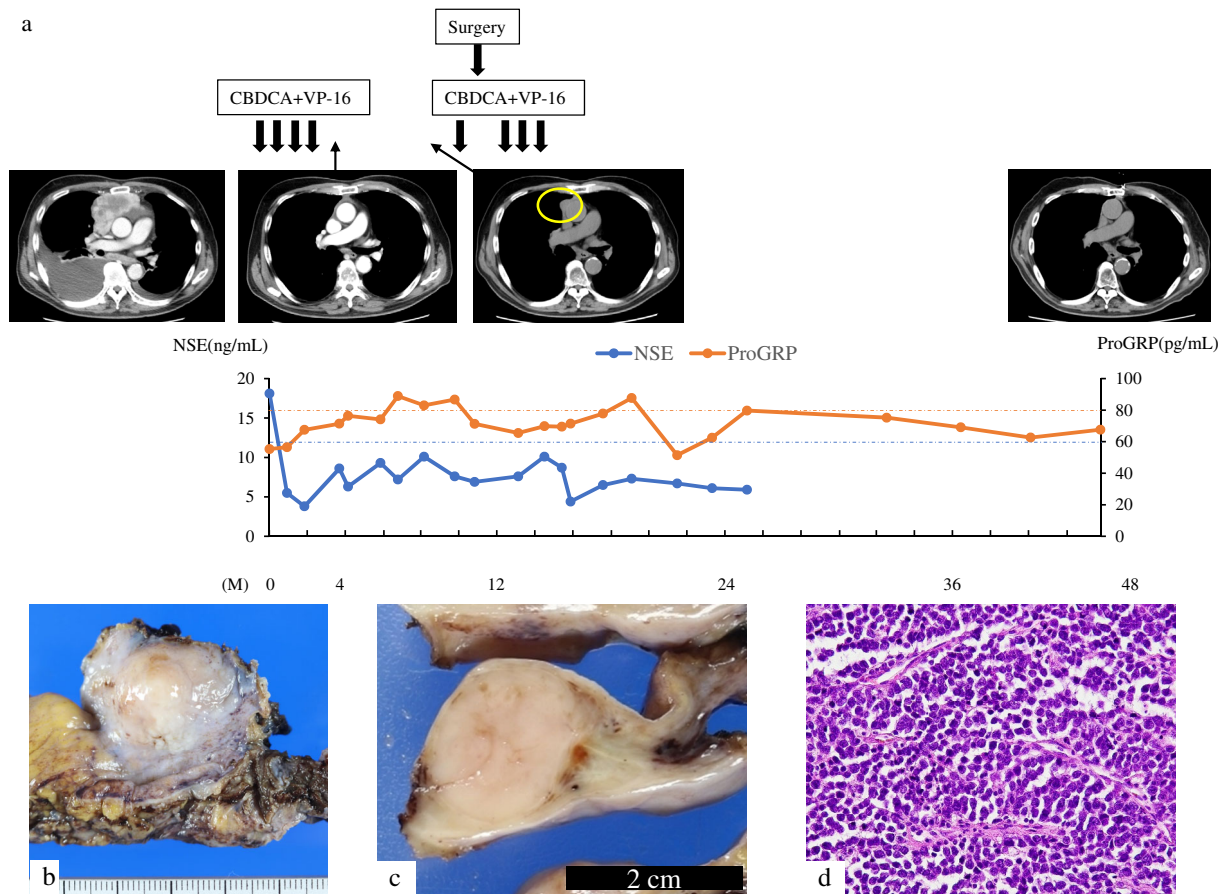 a
Surgery
CBDCA+VP-16
CBDCA+VP-16
NSE(ng/mL)
NSE
ProGRP
ProGRP(pg/mL)
20
15
10
5
0
100
80
60
40
20
0
(M) 0 4 12 24 36 48
b
c
2 cm
d